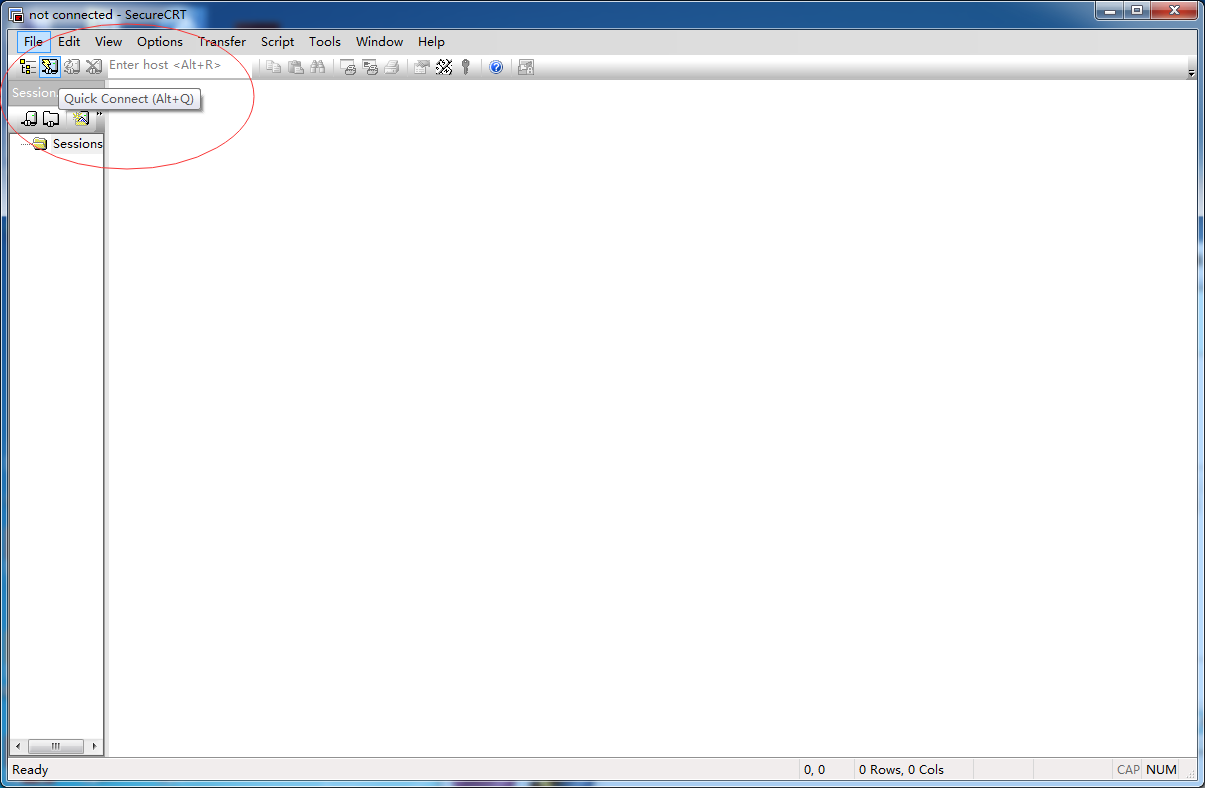 not connected - SecureCRT
File Edit View Options Transfer Script Tools Window Help
Enter host <Alt+R>
Session
Quick Connect (Alt+Q)
Sessions
Ready 0, 0 0 Rows, 0 Cols CAP NUM